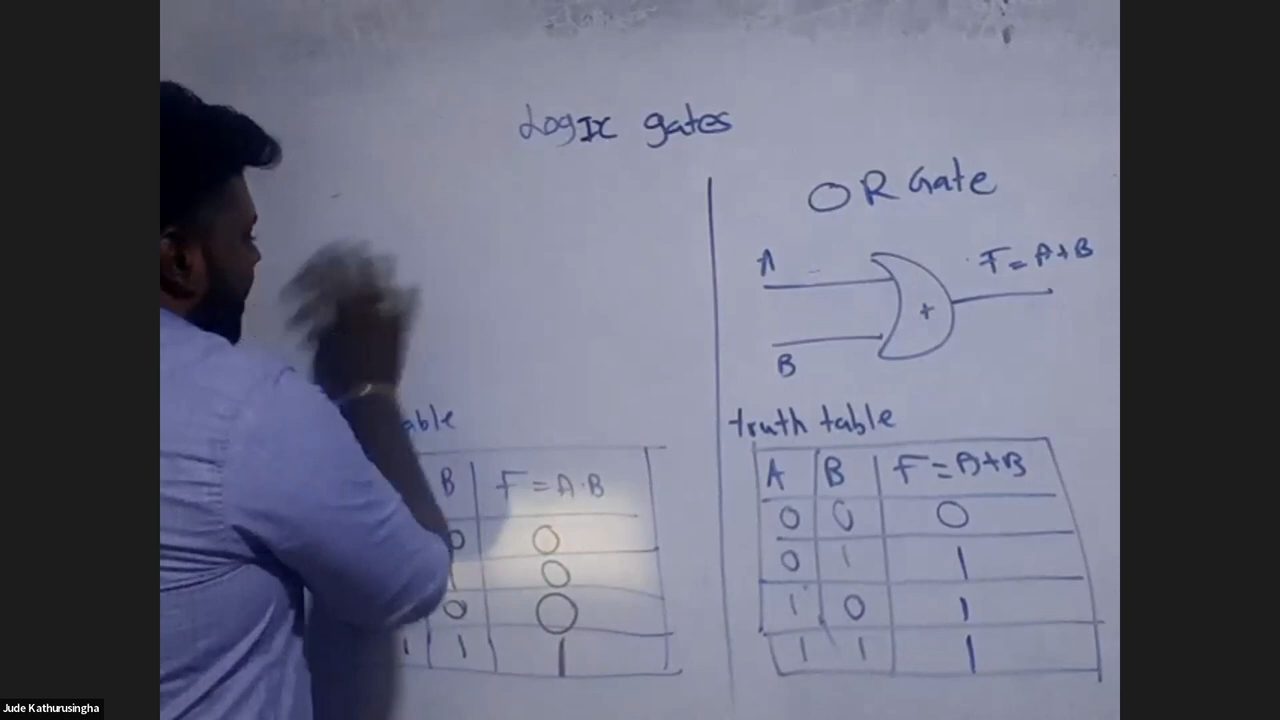 LogIc gates
OR Gate
A
F = A+B
+
B
able
B F = A·B
0 0
0
0 0
1 1 1
truth table
A B F = A+B
0 0 0
0 1 1
1 0 1
1 1 1
Jude Kathurusingha